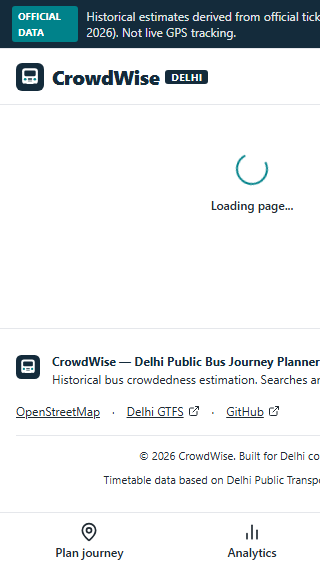 OFFICIAL
DATA
Historical estimates derived from official tick
2026). Not live GPS tracking.
CrowdWise DELHI
Loading page...
CrowdWise — Delhi Public Bus Journey Planner
Historical bus crowdedness estimation. Searches ar
OpenStreetMap · Delhi GTFS · GitHub
© 2026 CrowdWise. Built for Delhi co
Timetable data based on Delhi Public Transpo
Plan journey Analytics